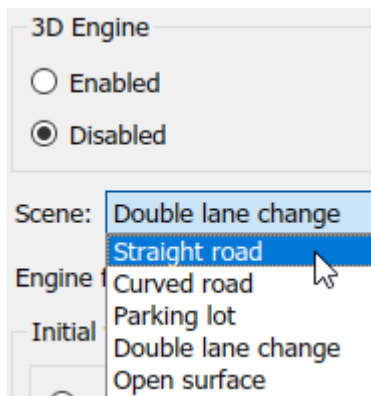 3D Engine
Enabled
Disabled
Scene: Double lane change
Straight road
Engine
Curved road
Parking lot
Initial
Double lane change
Open surface